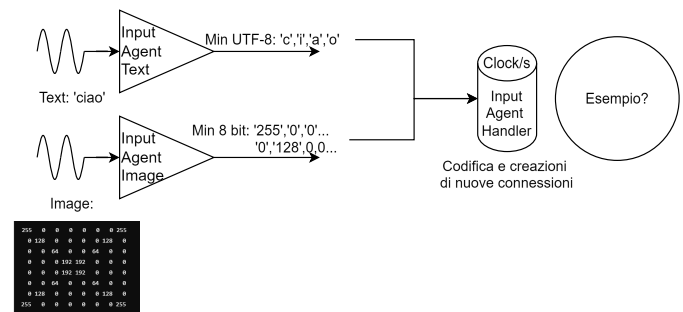 Input
Agent
Text
Min UTF-8: 'c','i','a','o'
Text: 'ciao'
Input
Agent
Image
Min 8 bit: '255','0','0'...
'0','128',0,0...
Image:
255 0 0 0 0 0 0 255
0 128 0 0 0 0 128 0
0 0 64 0 0 64 0 0
0 0 0 192 192 0 0 0
0 0 0 192 192 0 0 0
0 0 64 0 0 64 0 0
0 128 0 0 0 0 128 0
255 0 0 0 0 0 0 255
Clock/s
Input
Agent
Handler
Codifica e creazioni
di nuove connessioni
Esempio?